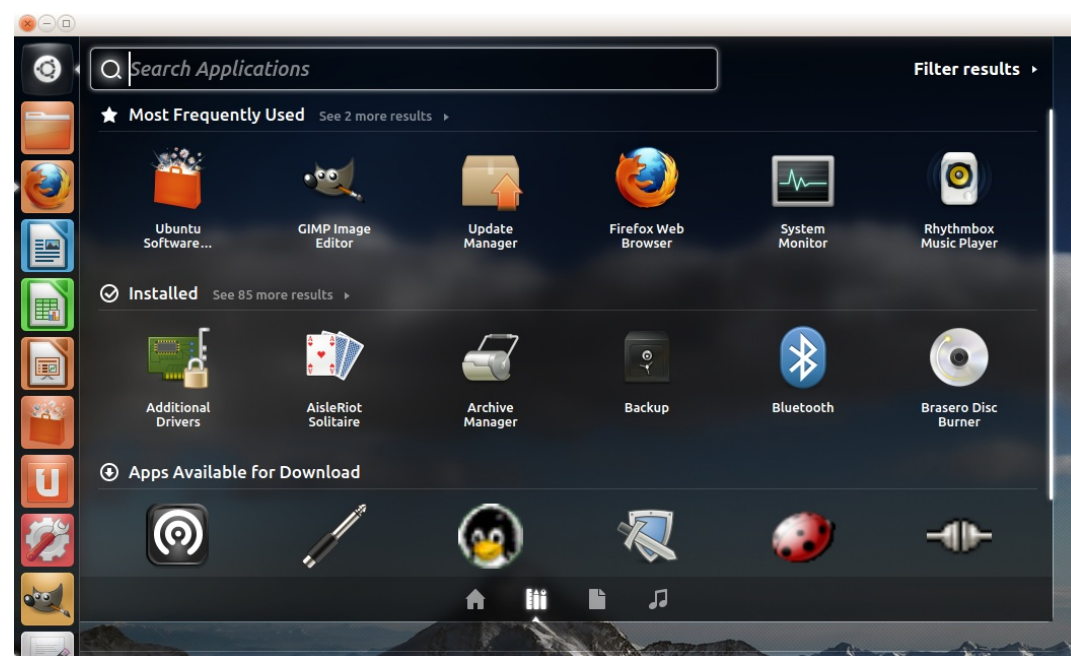 Search Applications
Filter results
Most Frequently Used See 2 more results
Ubuntu
Software...
GIMP Image
Editor
Update
Manager
Firefox Web
Browser
System
Monitor
Rhythmbox
Music Player
Installed See 85 more results
Additional
Drivers
AisleRiot
Solitaire
Archive
Manager
Backup
Bluetooth
Brasero Disc
Burner
Apps Available for Download